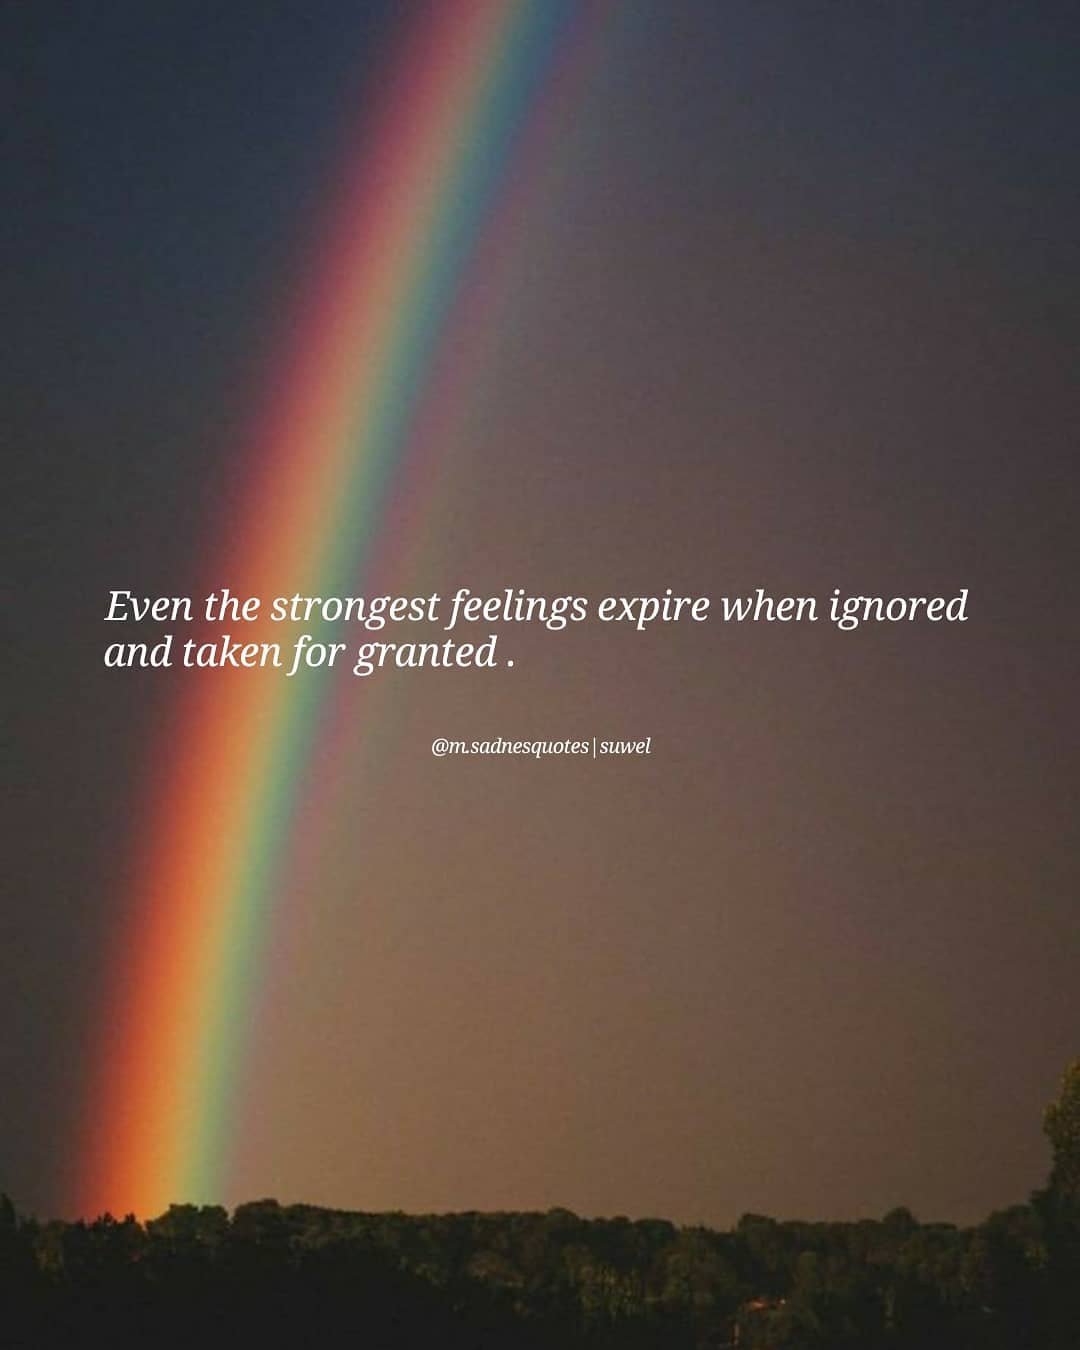 Even the strongest feelings expire when ignored
and taken for granted .
@m.sadnesquotes|suwel